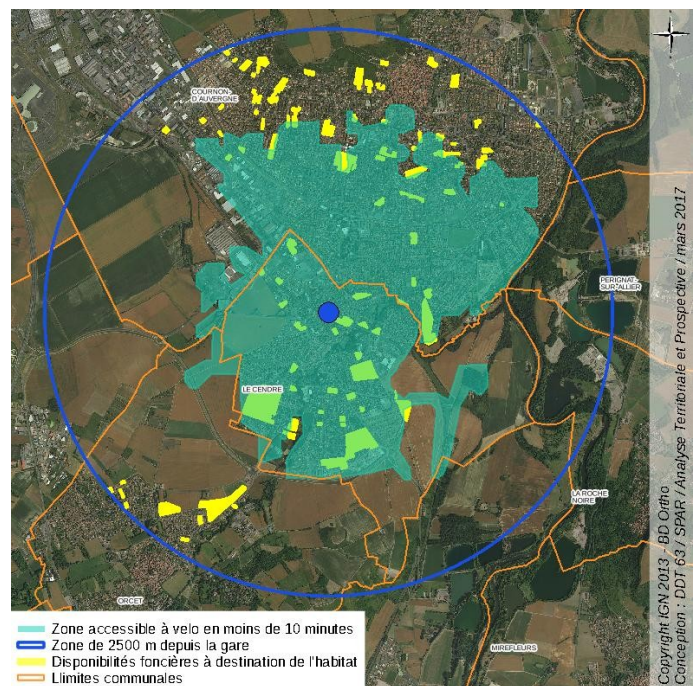 COURNON-
D'AUVERGNE
PERIGNAT-
SUR-ALLIER
LE CENDRE
LA ROCHE
NOIRE
ORCET
MIREFLEURS
Zone accessible à velo en moins de 10 minutes
Zone de 2500 m depuis la gare
Disponibilités foncières à destination de l'habitat
Llimites communales
Copyright IGN 2013 - BD Ortho
Conception : DDT 63 / SPAR / Analyse Territoriale et Prospective / mars 2017